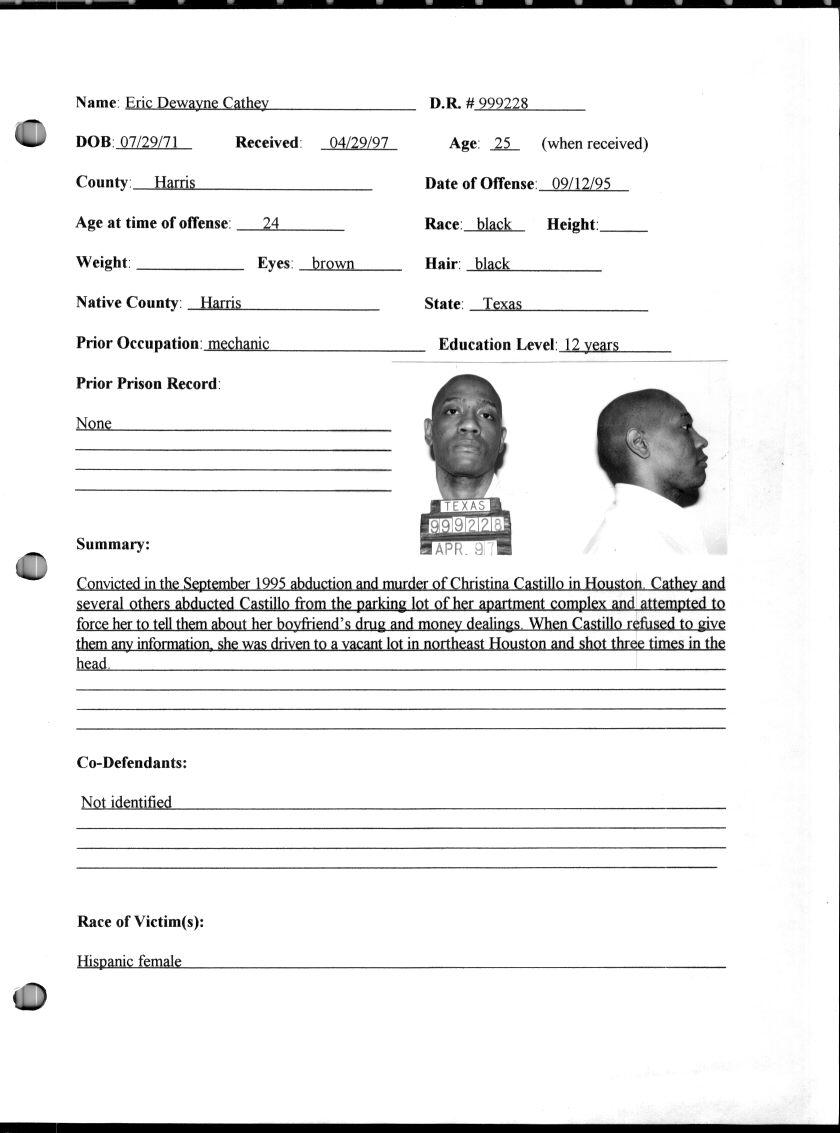 Name: Eric Dewayne Cathey D.R. # 999228
DOB: 07/29/71 Received: 04/29/97 Age: 25 (when received)
County: Harris Date of Offense: 09/12/95
Age at time of offense: 24 Race: black Height:
Weight: Eyes: brown Hair: black
Native County: Harris State: Texas
Prior Occupation: mechanic Education Level: 12 years
Prior Prison Record:
None
TEXAS
999228
APR. 97
Summary:
Convicted in the September 1995 abduction and murder of Christina Castillo in Houston. Cathey and
several others abducted Castillo from the parking lot of her apartment complex and attempted to
force her to tell them about her boyfriend's drug and money dealings. When Castillo refused to give
them any information, she was driven to a vacant lot in northeast Houston and shot three times in the
head.
Co-Defendants:
Not identified
Race of Victim(s):
Hispanic female